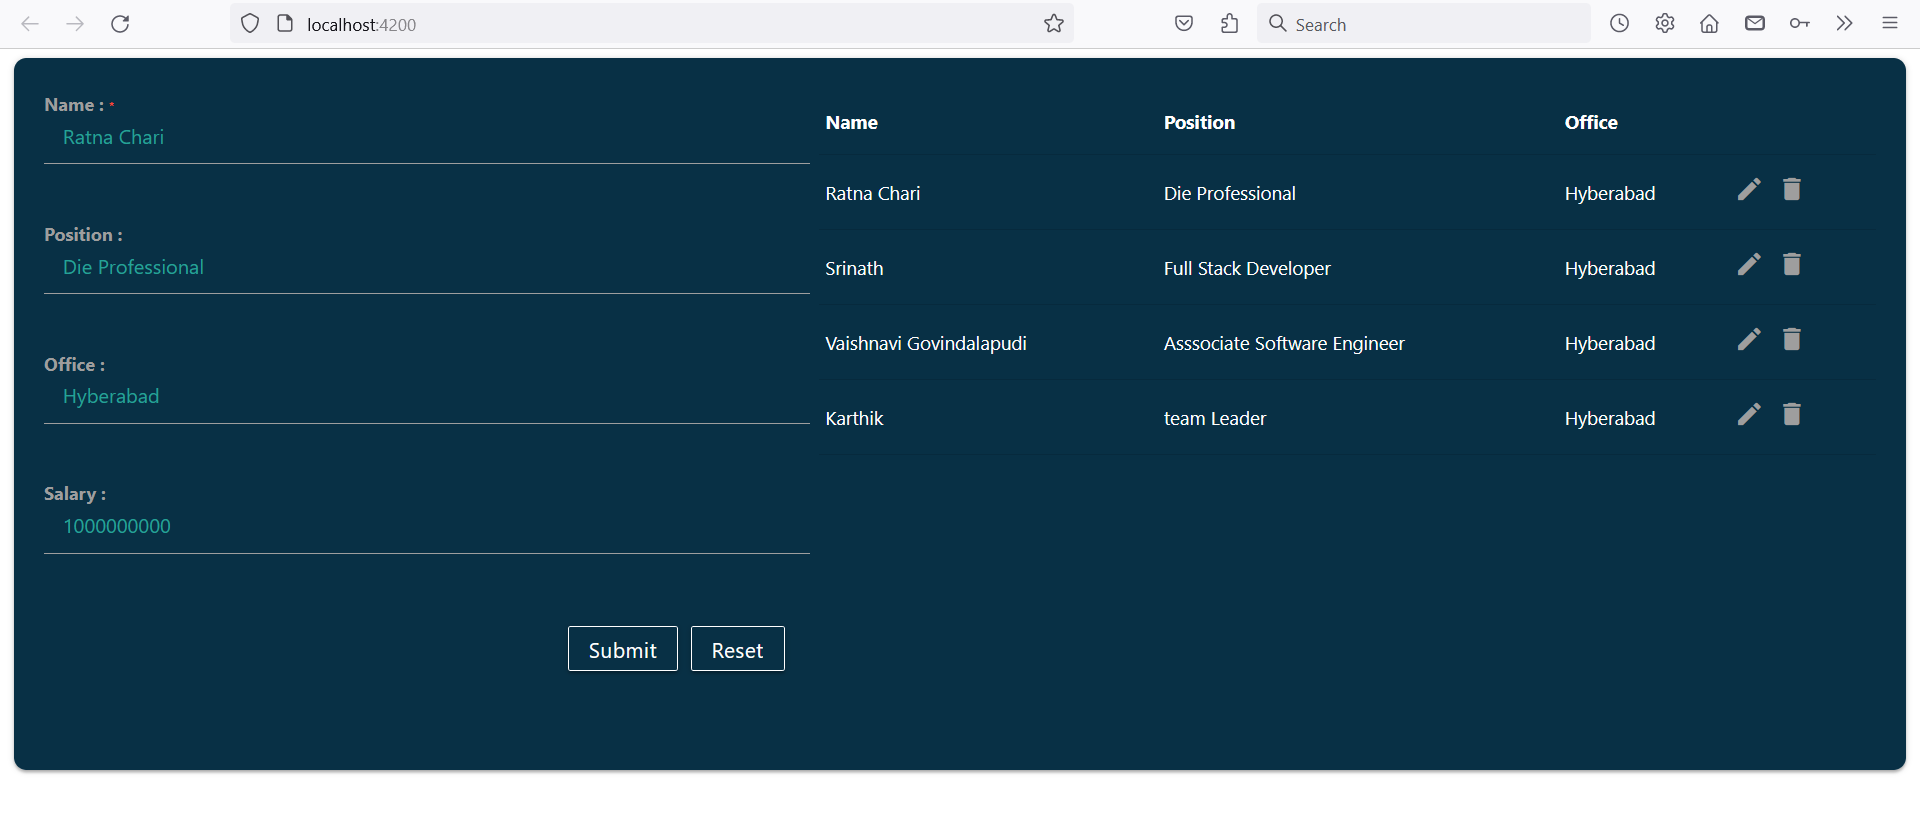 localhost:4200
Search
Name : *
Ratna Chari
Position :
Die Professional
Office :
Hyberabad
Salary :
1000000000
Submit Reset
Name Position Office
Ratna Chari Die Professional Hyberabad
Srinath Full Stack Developer Hyberabad
Vaishnavi Govindalapudi Asssociate Software Engineer Hyberabad
Karthik team Leader Hyberabad